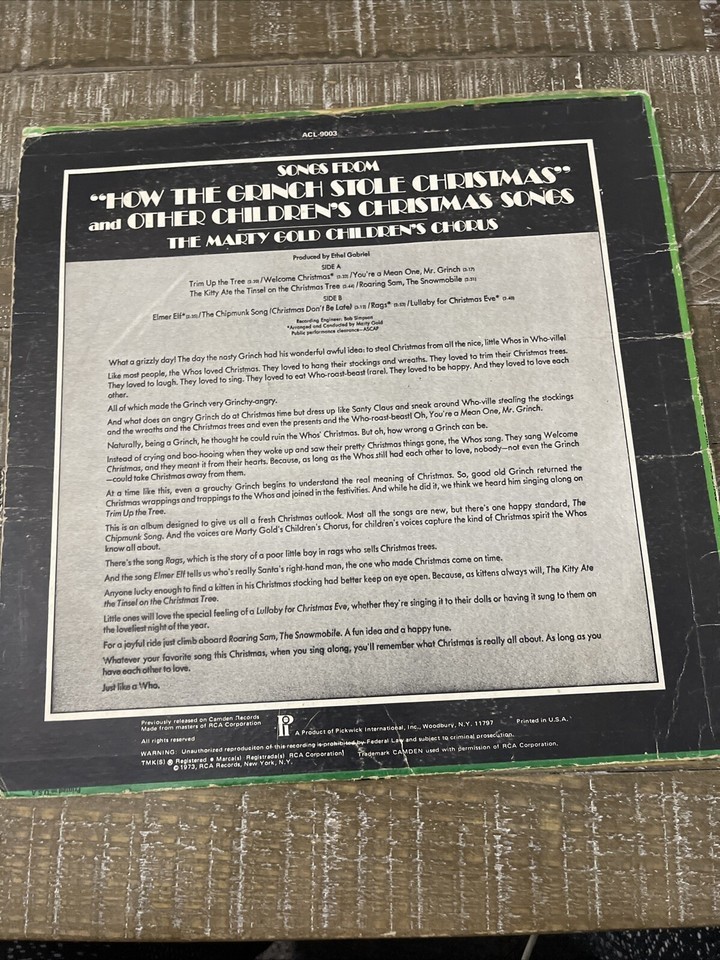 ACL-9003
SONGS FROM
"HOW THE GRINCH STOLE CHRISTMAS"
and OTHER CHILDREN'S CHRISTMAS SONGS
THE MARTY GOLD CHILDREN'S CHORUS
Produced by Ethel Gabriel
SIDE A
Trim Up the Tree /Welcome Christmas* /You're a Mean One, Mr. Grinch (3:17)
The Kitty Ate the Tinsel on the Christmas Tree /Roaring Sam, The Snowmobile
SIDE B
Elmer Elf* /The Chipmunk Song (Christmas Don't Be Late) /Rags* /Lullaby for Christmas Eve*
Recording Engineer: Bob Simpson
*Arranged and Conducted by Marty Gold
Public performance clearance—ASCAP
What a grizzly day! The day the nasty Grinch had his wonderful awful idea: to steal Christmas from all the nice, little Whos in Who-ville!
Like most people, the Whos loved Christmas. They loved to hang their stockings and wreaths. They loved to trim their Christmas trees.
They loved to laugh. They loved to sing. They loved to eat Who-roast-beast (rare). They loved to be happy. And they loved to love each
other.
All of which made the Grinch very Grinchy-angry.
And what does an angry Grinch do at Christmas time but dress up like Santy Claus and sneak around Who-ville stealing the stockings
and the wreaths and the Christmas trees and even the presents and the Who-roast-beast! Oh, You're a Mean One, Mr. Grinch.
Naturally, being a Grinch, he thought he could ruin the Whos' Christmas. But oh, how wrong a Grinch can be.
Instead of crying and boo-hooing when they woke up and saw their pretty Christmas things gone, the Whos sang. They sang Welcome
Christmas, and they meant it from their hearts. Because, as long as the Whos still had each other to love, nobody—not even the Grinch
—could take Christmas away from them.
At a time like this, even a grouchy Grinch begins to understand the real meaning of Christmas. So, good old Grinch returned the
Christmas wrappings and trappings to the Whos and joined in the festivities. And while he did it, we think we heard him singing along on
Trim Up the Tree.
This is an album designed to give us all a fresh Christmas outlook. Most all the songs are new, but there's one happy standard, The
Chipmunk Song. And the voices are Marty Gold's Children's Chorus, for children's voices capture the kind of Christmas spirit the Whos
know all about.
There's the song Rags, which is the story of a poor little boy in rags who sells Christmas trees.
And the song Elmer Elf tells us who's really Santa's right-hand man, the one who made Christmas come on time.
Anyone lucky enough to find a kitten in his Christmas stocking had better keep an eye open. Because, as kittens always will, The Kitty Ate
the Tinsel on the Christmas Tree.
Little ones will love the special feeling of a Lullaby for Christmas Eve, whether they're singing it to their dolls or having it sung to them on
the loveliest night of the year.
For a joyful ride just climb aboard Roaring Sam, The Snowmobile. A fun idea and a happy tune.
Whatever your favorite song this Christmas, when you sing along, you'll remember what Christmas is really all about. As long as you
have each other to love.
Just like a Who.
Previously released on Camden Records
Made from masters of RCA Corporation
A Product of Pickwick International, Inc., Woodbury, N.Y. 11797
Printed in U.S.A.
All rights reserved
WARNING: Unauthorized reproduciton of this recording is prohibited by Federal Law and subject to criminal prosecution.
TMK(S) ® Registered • Marca(s) Registrada(s) RCA Corporation Trademark CAMDEN used with permission of RCA Corporation.
© 1973, RCA Records, New York, N.Y.
Printed in U.S.A.